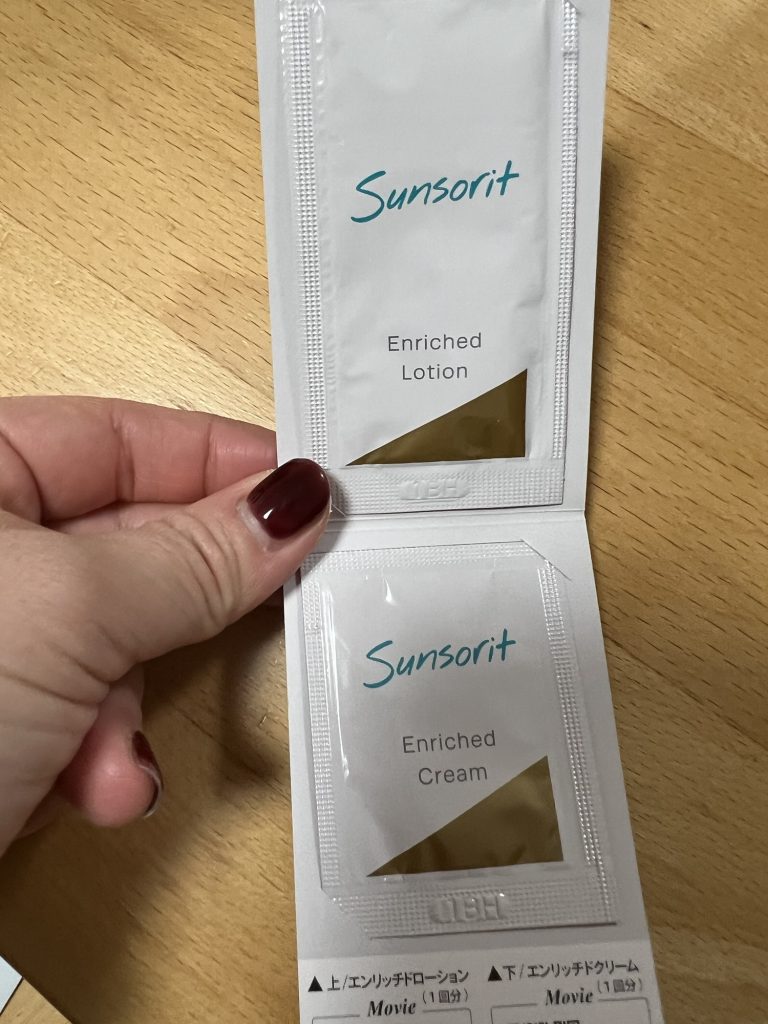 Sunsorit
Enriched
Lotion
Sunsorit
Enriched
Cream
▲上/エンリッチドローション
(1回分)
▲下/エンリッチドクリーム
(1回分)
Movie
Movie